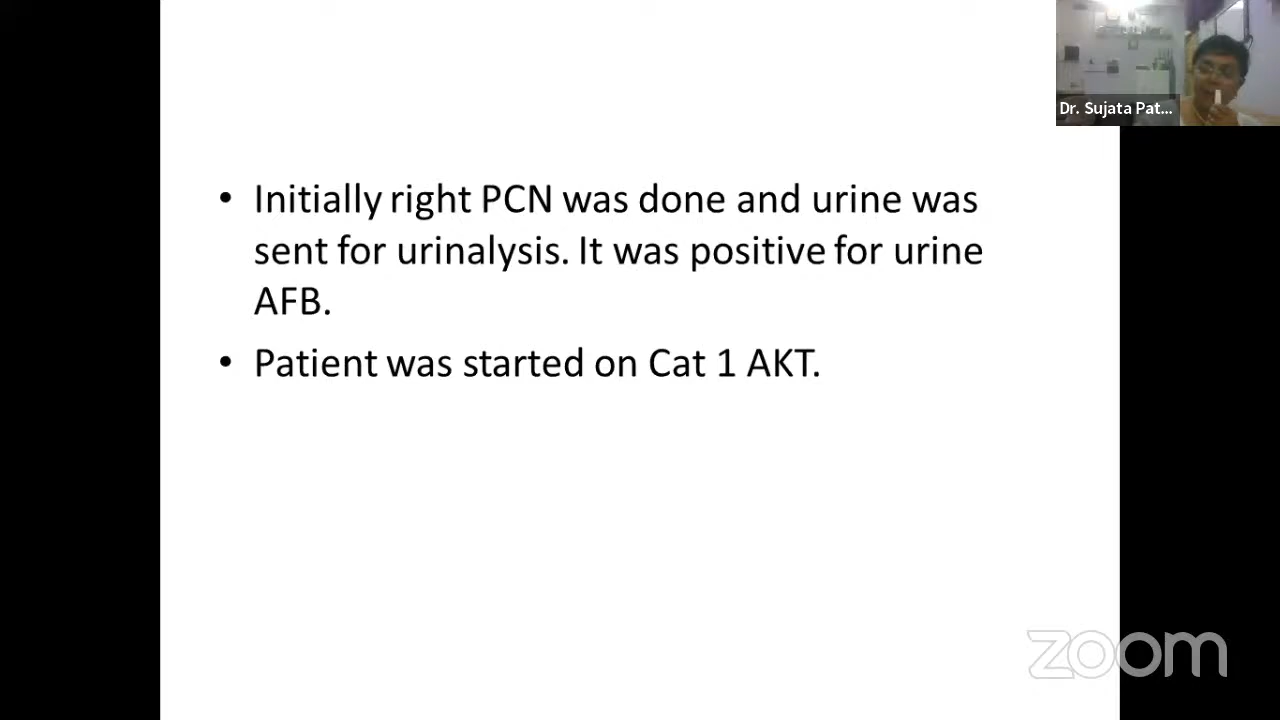 Dr. Sujata Pat...
• Initially right PCN was done and urine was
sent for urinalysis. It was positive for urine
AFB.
• Patient was started on Cat 1 AKT.
zoom